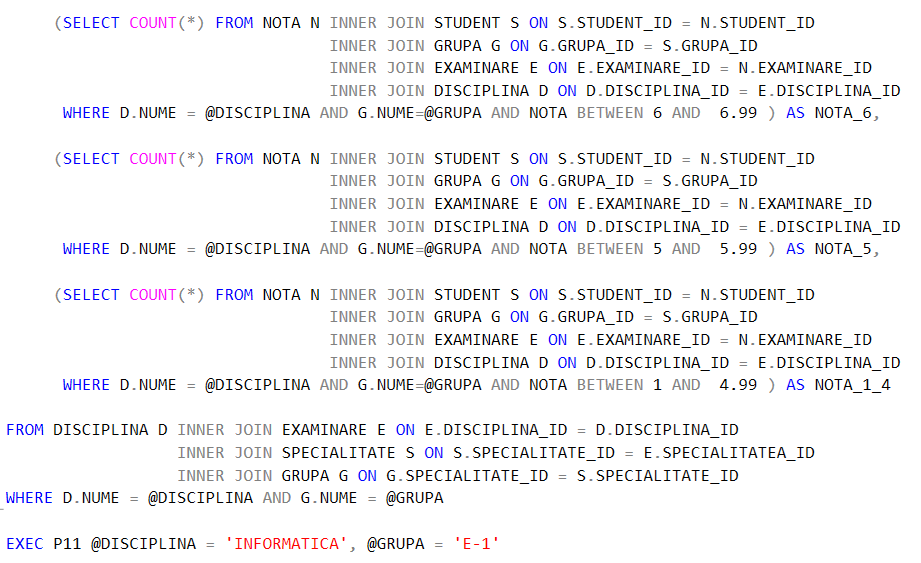 (SELECT COUNT(*) FROM NOTA N INNER JOIN STUDENT S ON S.STUDENT_ID = N.STUDENT_ID
INNER JOIN GRUPA G ON G.GRUPA_ID = S.GRUPA_ID
INNER JOIN EXAMINARE E ON E.EXAMINARE_ID = N.EXAMINARE_ID
INNER JOIN DISCIPLINA D ON D.DISCIPLINA_ID = E.DISCIPLINA_ID
WHERE D.NUME = @DISCIPLINA AND G.NUME=@GRUPA AND NOTA BETWEEN 6 AND  6.99 ) AS NOTA_6,
(SELECT COUNT(*) FROM NOTA N INNER JOIN STUDENT S ON S.STUDENT_ID = N.STUDENT_ID
INNER JOIN GRUPA G ON G.GRUPA_ID = S.GRUPA_ID
INNER JOIN EXAMINARE E ON E.EXAMINARE_ID = N.EXAMINARE_ID
INNER JOIN DISCIPLINA D ON D.DISCIPLINA_ID = E.DISCIPLINA_ID
WHERE D.NUME = @DISCIPLINA AND G.NUME=@GRUPA AND NOTA BETWEEN 5 AND  5.99 ) AS NOTA_5,
(SELECT COUNT(*) FROM NOTA N INNER JOIN STUDENT S ON S.STUDENT_ID = N.STUDENT_ID
INNER JOIN GRUPA G ON G.GRUPA_ID = S.GRUPA_ID
INNER JOIN EXAMINARE E ON E.EXAMINARE_ID = N.EXAMINARE_ID
INNER JOIN DISCIPLINA D ON D.DISCIPLINA_ID = E.DISCIPLINA_ID
WHERE D.NUME = @DISCIPLINA AND G.NUME=@GRUPA AND NOTA BETWEEN 1 AND  4.99 ) AS NOTA_1_4
FROM DISCIPLINA D INNER JOIN EXAMINARE E ON E.DISCIPLINA_ID = D.DISCIPLINA_ID
INNER JOIN SPECIALITATE S ON S.SPECIALITATE_ID = E.SPECIALITATEA_ID
INNER JOIN GRUPA G ON G.SPECIALITATE_ID = S.SPECIALITATE_ID
WHERE D.NUME = @DISCIPLINA AND G.NUME = @GRUPA
EXEC P11 @DISCIPLINA = 'INFORMATICA', @GRUPA = 'E-1'